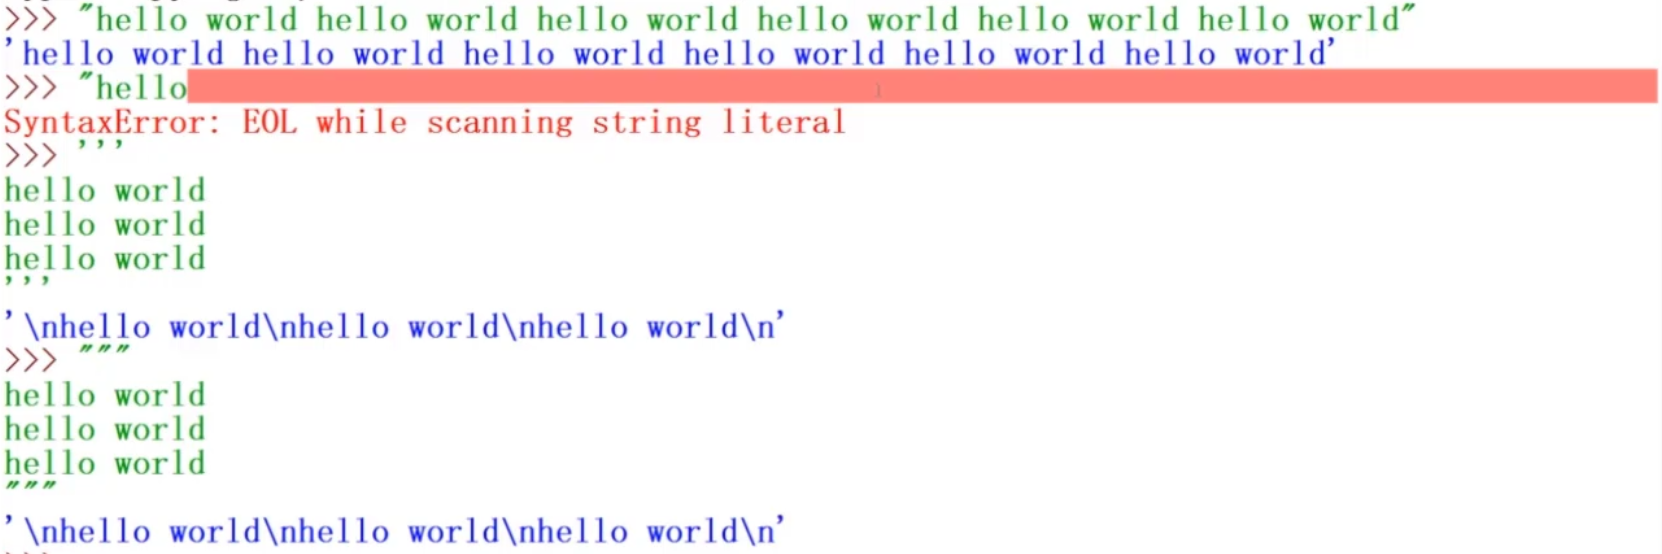 >>> "hello world hello world hello world hello world hello world hello world"
'hello world hello world hello world hello world hello world hello world'
>>> "hello
SyntaxError: EOL while scanning string literal
>>> '''
hello world
hello world
hello world
'''
'\nhello world\nhello world\nhello world\n'
>>> """
hello world
hello world
hello world
"""
'\nhello world\nhello world\nhello world\n'